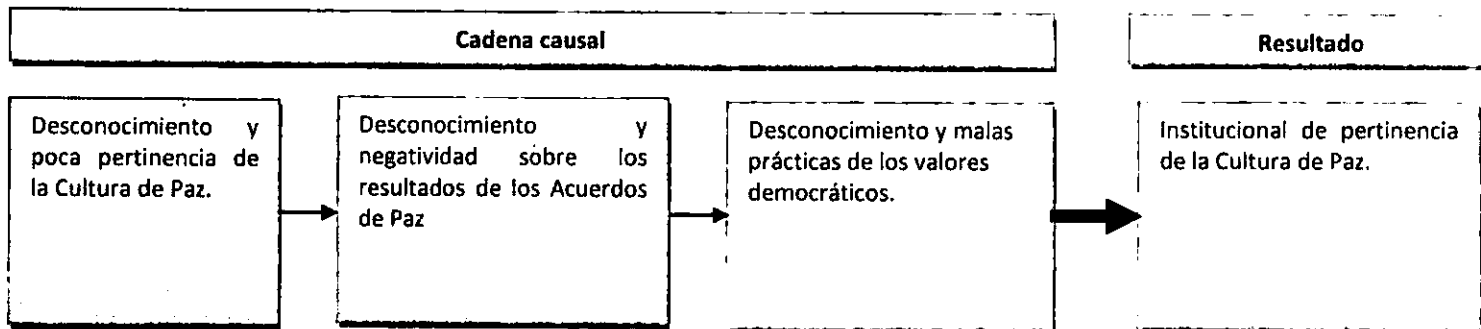 Cadena causal
Resultado
Desconocimiento y
poca pertinencia de
la Cultura de Paz.
Desconocimiento y
negatividad sobre los
resultados de los Acuerdos
de Paz
Desconocimiento y malas
prácticas de los valores
democráticos.
Institucional de pertinencia
de la Cultura de Paz.